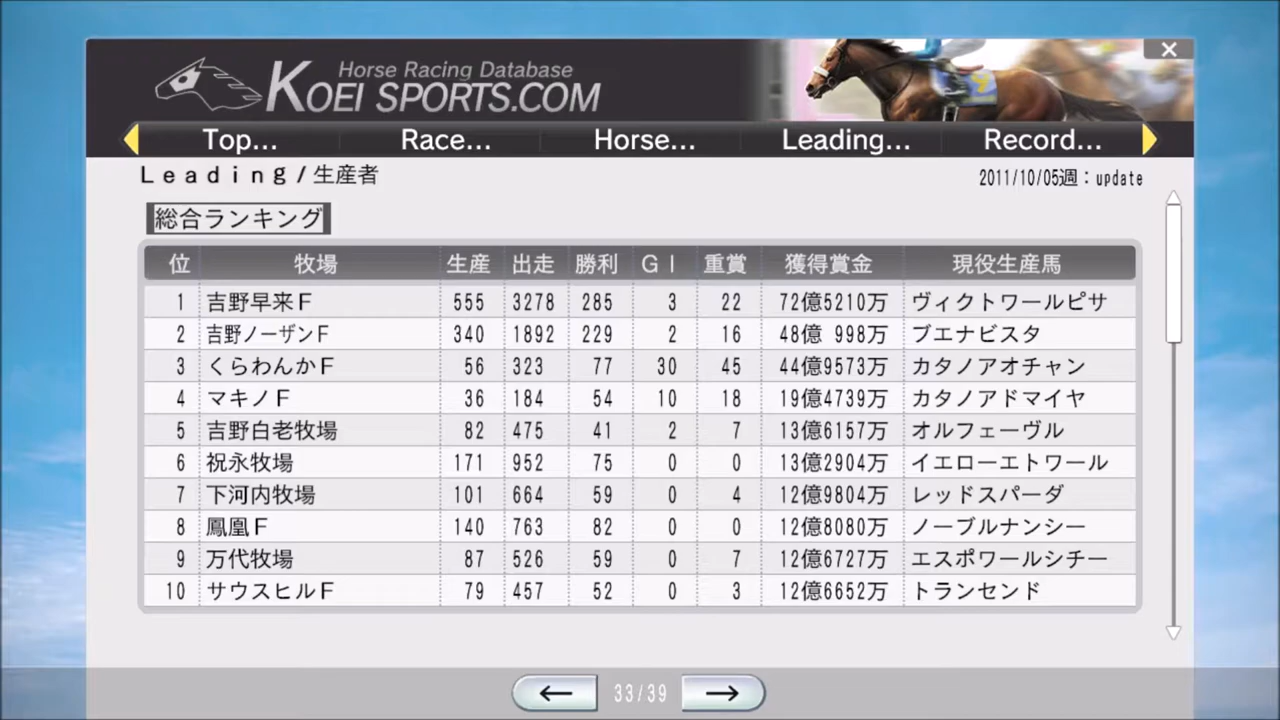 Horse Racing Database
KOEI SPORTS.COM
Top... Race... Horse... Leading... Record...
Leading/生産者
2011/10/05週：update
総合ランキング
位 牧場 生産 出走 勝利 GⅠ 重賞 獲得賞金 現役生産馬
1 吉野早来F 555 3278 285 3 22 72億5210万 ヴィクトワールピサ
2 吉野ノーザンF 340 1892 229 2 16 48億 998万 ブエナビスタ
3 くらわんかF 56 323 77 30 45 44億9573万 カタノアオチャン
4 マキノF 36 184 54 10 18 19億4739万 カタノアドマイヤ
5 吉野白老牧場 82 475 41 2 7 13億6157万 オルフェーヴル
6 祝永牧場 171 952 75 0 0 13億2904万 イエローエトワール
7 下河内牧場 101 664 59 0 4 12億9804万 レッドスパーダ
8 鳳凰F 140 763 82 0 0 12億8080万 ノーブルナンシー
9 万代牧場 87 526 59 0 7 12億6727万 エスポワールシチー
10 サウスヒルF 79 457 52 0 3 12億6652万 トランセンド
← 33/39 →